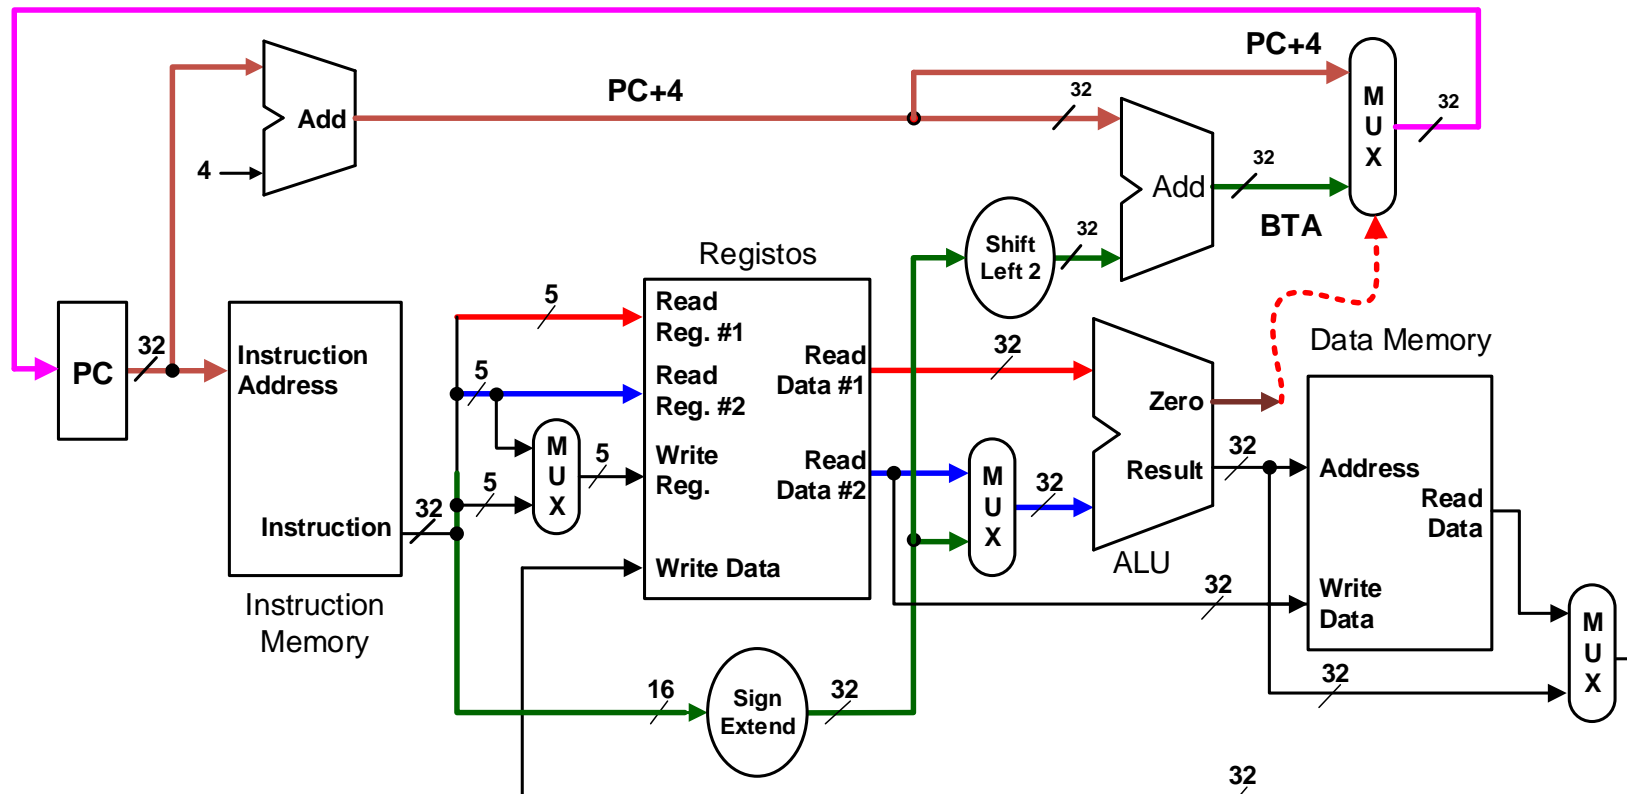 PC+4
PC+4
32
32
32
M
U
X
Add
4
Add
BTA
32
Shift
Left 2
Registos
PC
32
Instruction
Address
Instruction
32
Instruction
Memory
5
5
5
5
M
U
X
Read
Reg. #1
Read
Reg. #2
Write
Reg.
Write Data
Read
Data #1
Read
Data #2
32
M
U
X
32
Zero
Result
ALU
32
32
Data Memory
Address
Read
Data
Write
Data
32
M
U
X
16
Sign
Extend
32
32